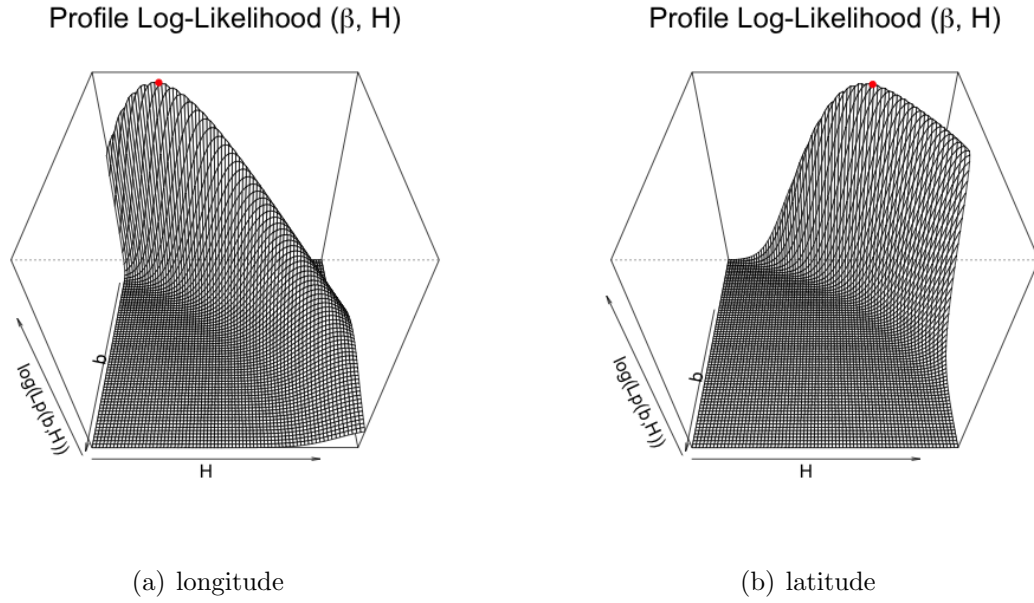 Profile Log-Likelihood (β, H)
b
log(Lp(b,H))
H
(a) longitude
Profile Log-Likelihood (β, H)
b
log(Lp(b,H))
H
(b) latitude